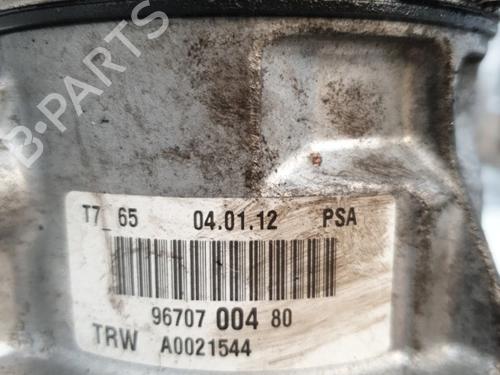 B-PARTS
T7_65 04.01.12 PSA
96707 004 80
TRW A0021544